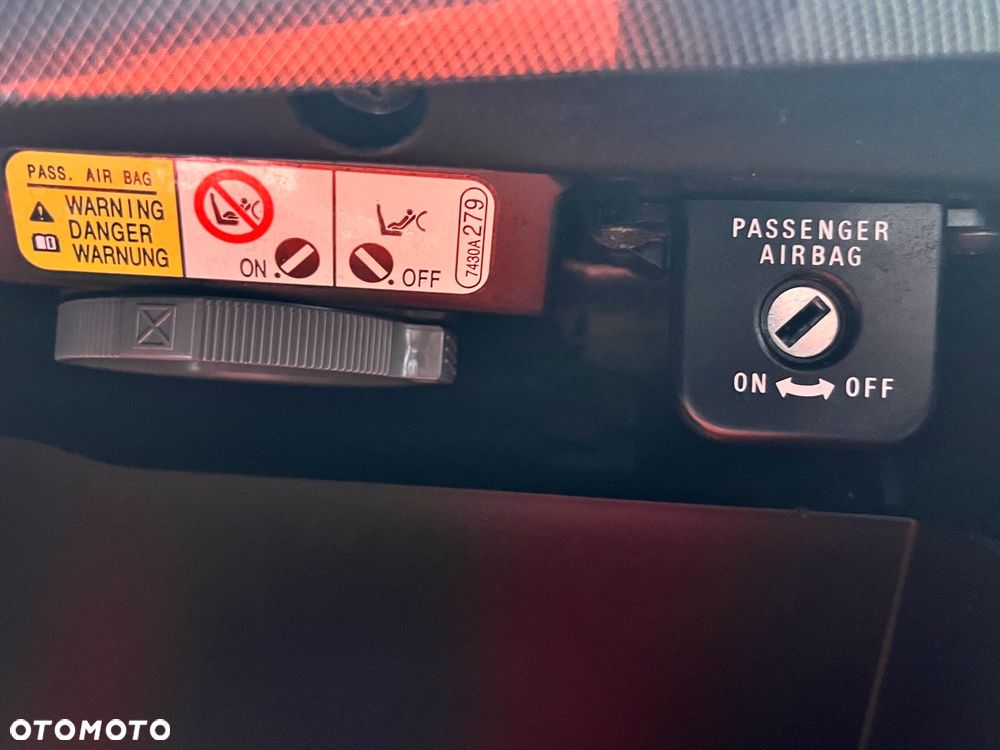 PASS. AIR BAG
WARNING
DANGER
WARNUNG
ON
OFF
7430A279
PASSENGER
AIRBAG
ON OFF
OTOMOTO